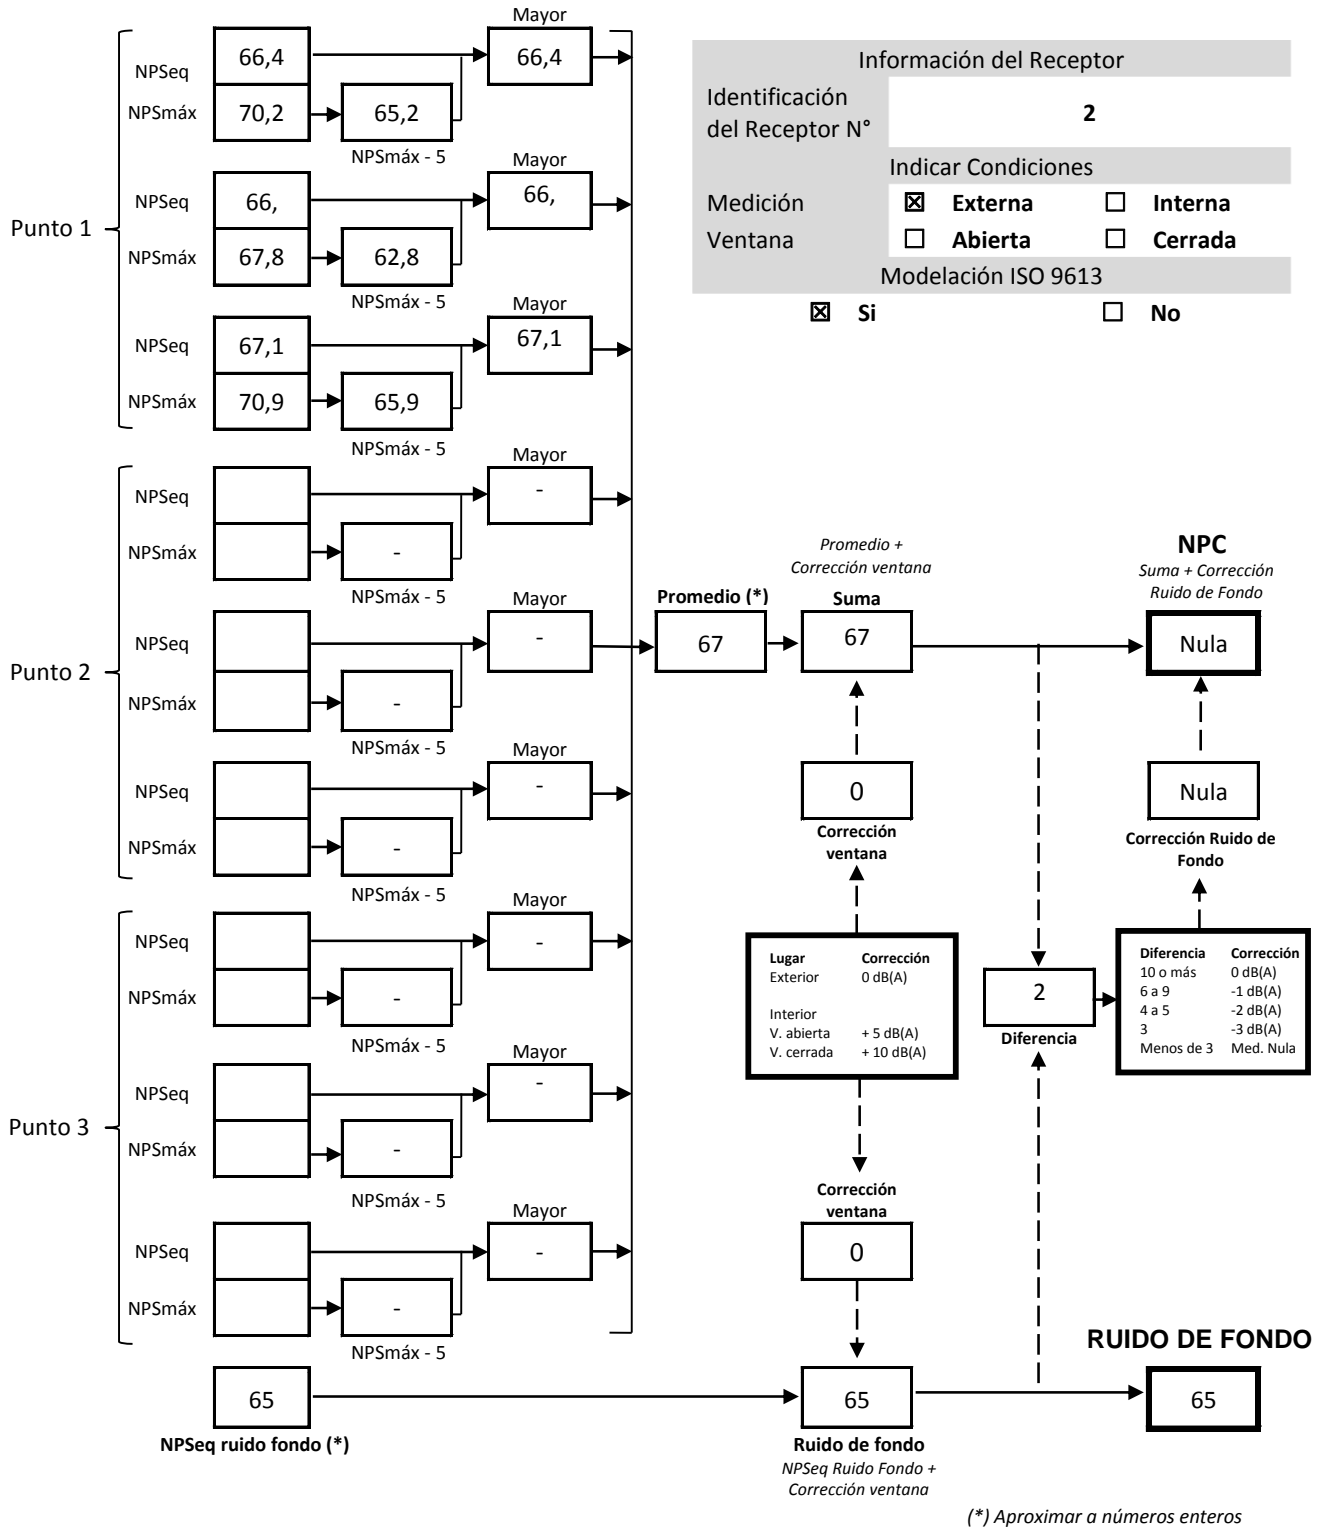 Mayor
NPSeq 66,4 66,4
NPSmáx 70,2 65,2
NPSmáx - 5
Mayor
NPSeq 66, 66,
Punto 1
NPSmáx 67,8 62,8
NPSmáx - 5
Mayor
NPSeq 67,1 67,1
NPSmáx 70,9 65,9
NPSmáx - 5
Información del Receptor
Identificación
del Receptor N°
2
Indicar Condiciones
Medición ☒ Externa ☐ Interna
Ventana ☐ Abierta ☐ Cerrada
Modelación ISO 9613
☒ Si ☐ No
Mayor
NPSeq -
NPSmáx -
NPSmáx - 5
Mayor
NPSeq -
Punto 2
NPSmáx -
NPSmáx - 5
Mayor
NPSeq -
NPSmáx -
NPSmáx - 5
Mayor
NPSeq -
NPSmáx -
NPSmáx - 5
Mayor
NPSeq -
Punto 3
NPSmáx -
NPSmáx - 5
Mayor
NPSeq -
NPSmáx -
NPSmáx - 5
65
NPSeq ruido fondo (*)
Promedio (*)
67
Promedio +
Corrección ventana
Suma
67
0
Corrección
ventana
Lugar Corrección
Exterior 0 dB(A)
Interior
V. abierta + 5 dB(A)
V. cerrada + 10 dB(A)
Corrección
ventana
0
65
Ruido de fondo
NPSeq Ruido Fondo +
Corrección ventana
2
Diferencia
NPC
Suma + Corrección
Ruido de Fondo
Nula
Nula
Corrección Ruido de
Fondo
Diferencia Corrección
10 o más 0 dB(A)
6 a 9 -1 dB(A)
4 a 5 -2 dB(A)
3 -3 dB(A)
Menos de 3 Med. Nula
RUIDO DE FONDO
65
(*) Aproximar a números enteros